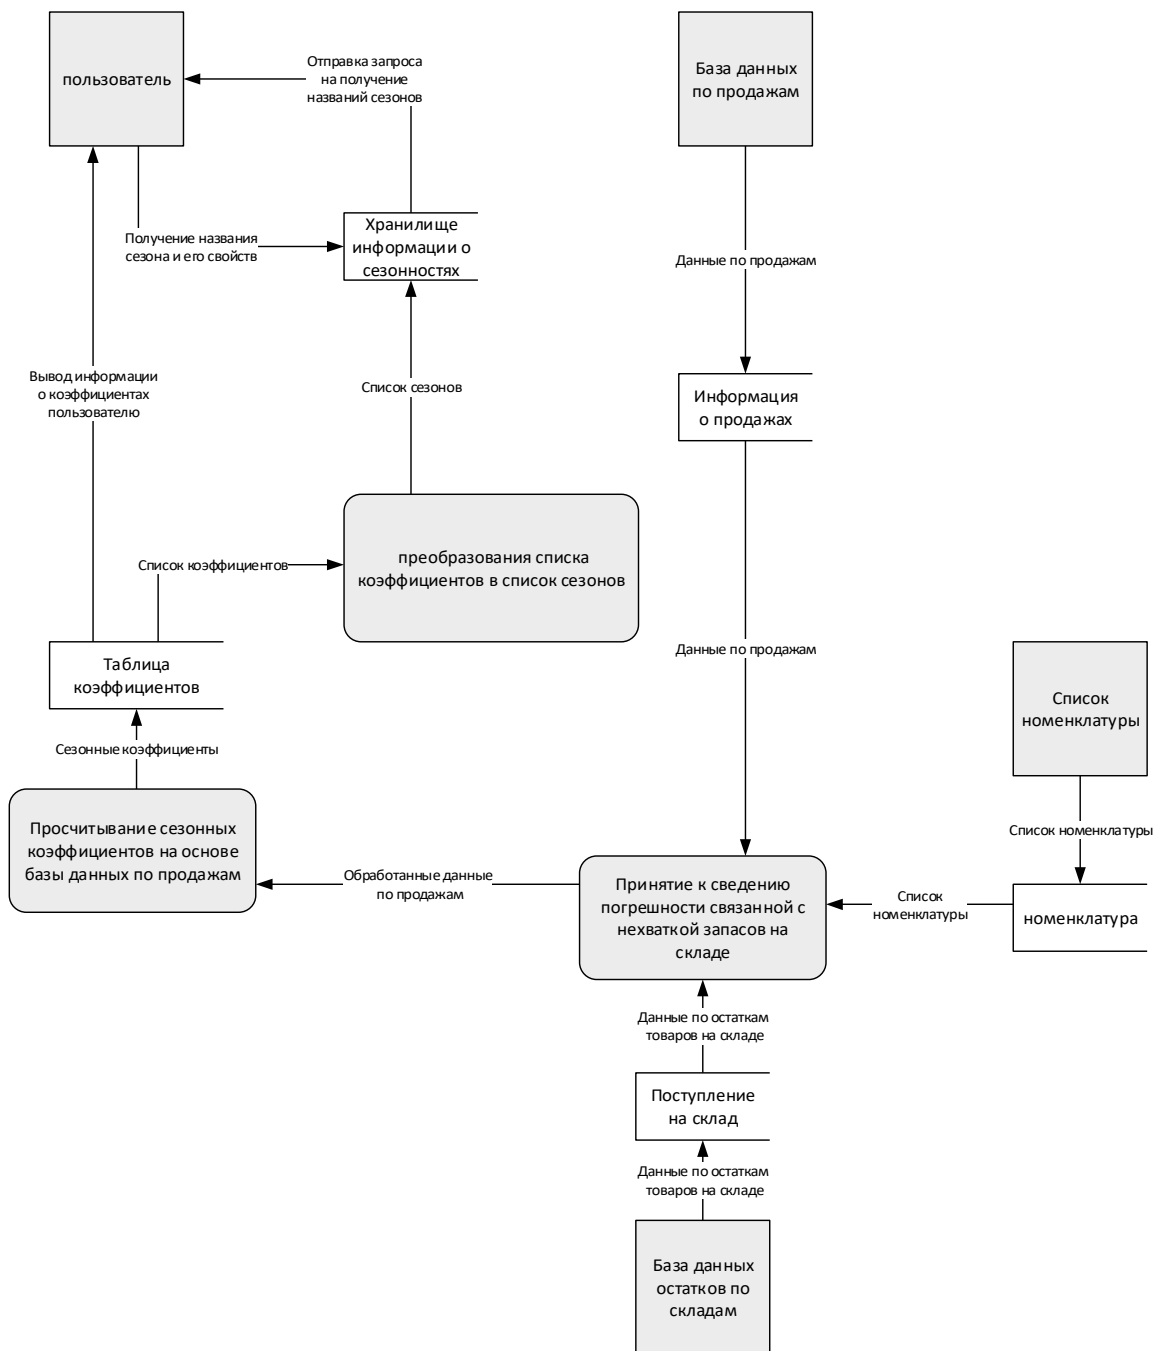 пользователь
Отправка запроса
на получение
названий сезонов
База данных
по продажам
Получение названия
сезона и его свойств
Хранилище
информации о
сезонностях
Данные по продажам
Вывод информации
о коэффициентах
пользователю
Список сезонов
Информация
о продажах
Список коэффициентов
преобразования списка
коэффициентов в список сезонов
Данные по продажам
Таблица
коэффициентов
Список
номенклатуры
Сезонные коэффициенты
Просчитывание сезонных
коэффициентов на основе
базы данных по продажам
Список номенклатуры
Обработанные данные
по продажам
Принятие к сведению
погрешности связанной с
нехваткой запасов на
складе
Список
номенклатуры
номенклатура
Данные по остаткам
товаров на складе
Поступление
на склад
Данные по остаткам
товаров на складе
База данных
остатков по
складам